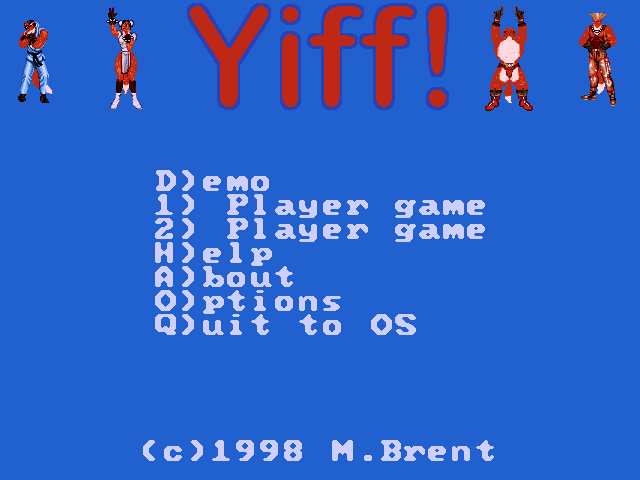 Yiff!
D)emo
1) Player game
2) Player game
H)elp
A)bout
O)ptions
Q)uit to OS
(c)1998 M.Brent